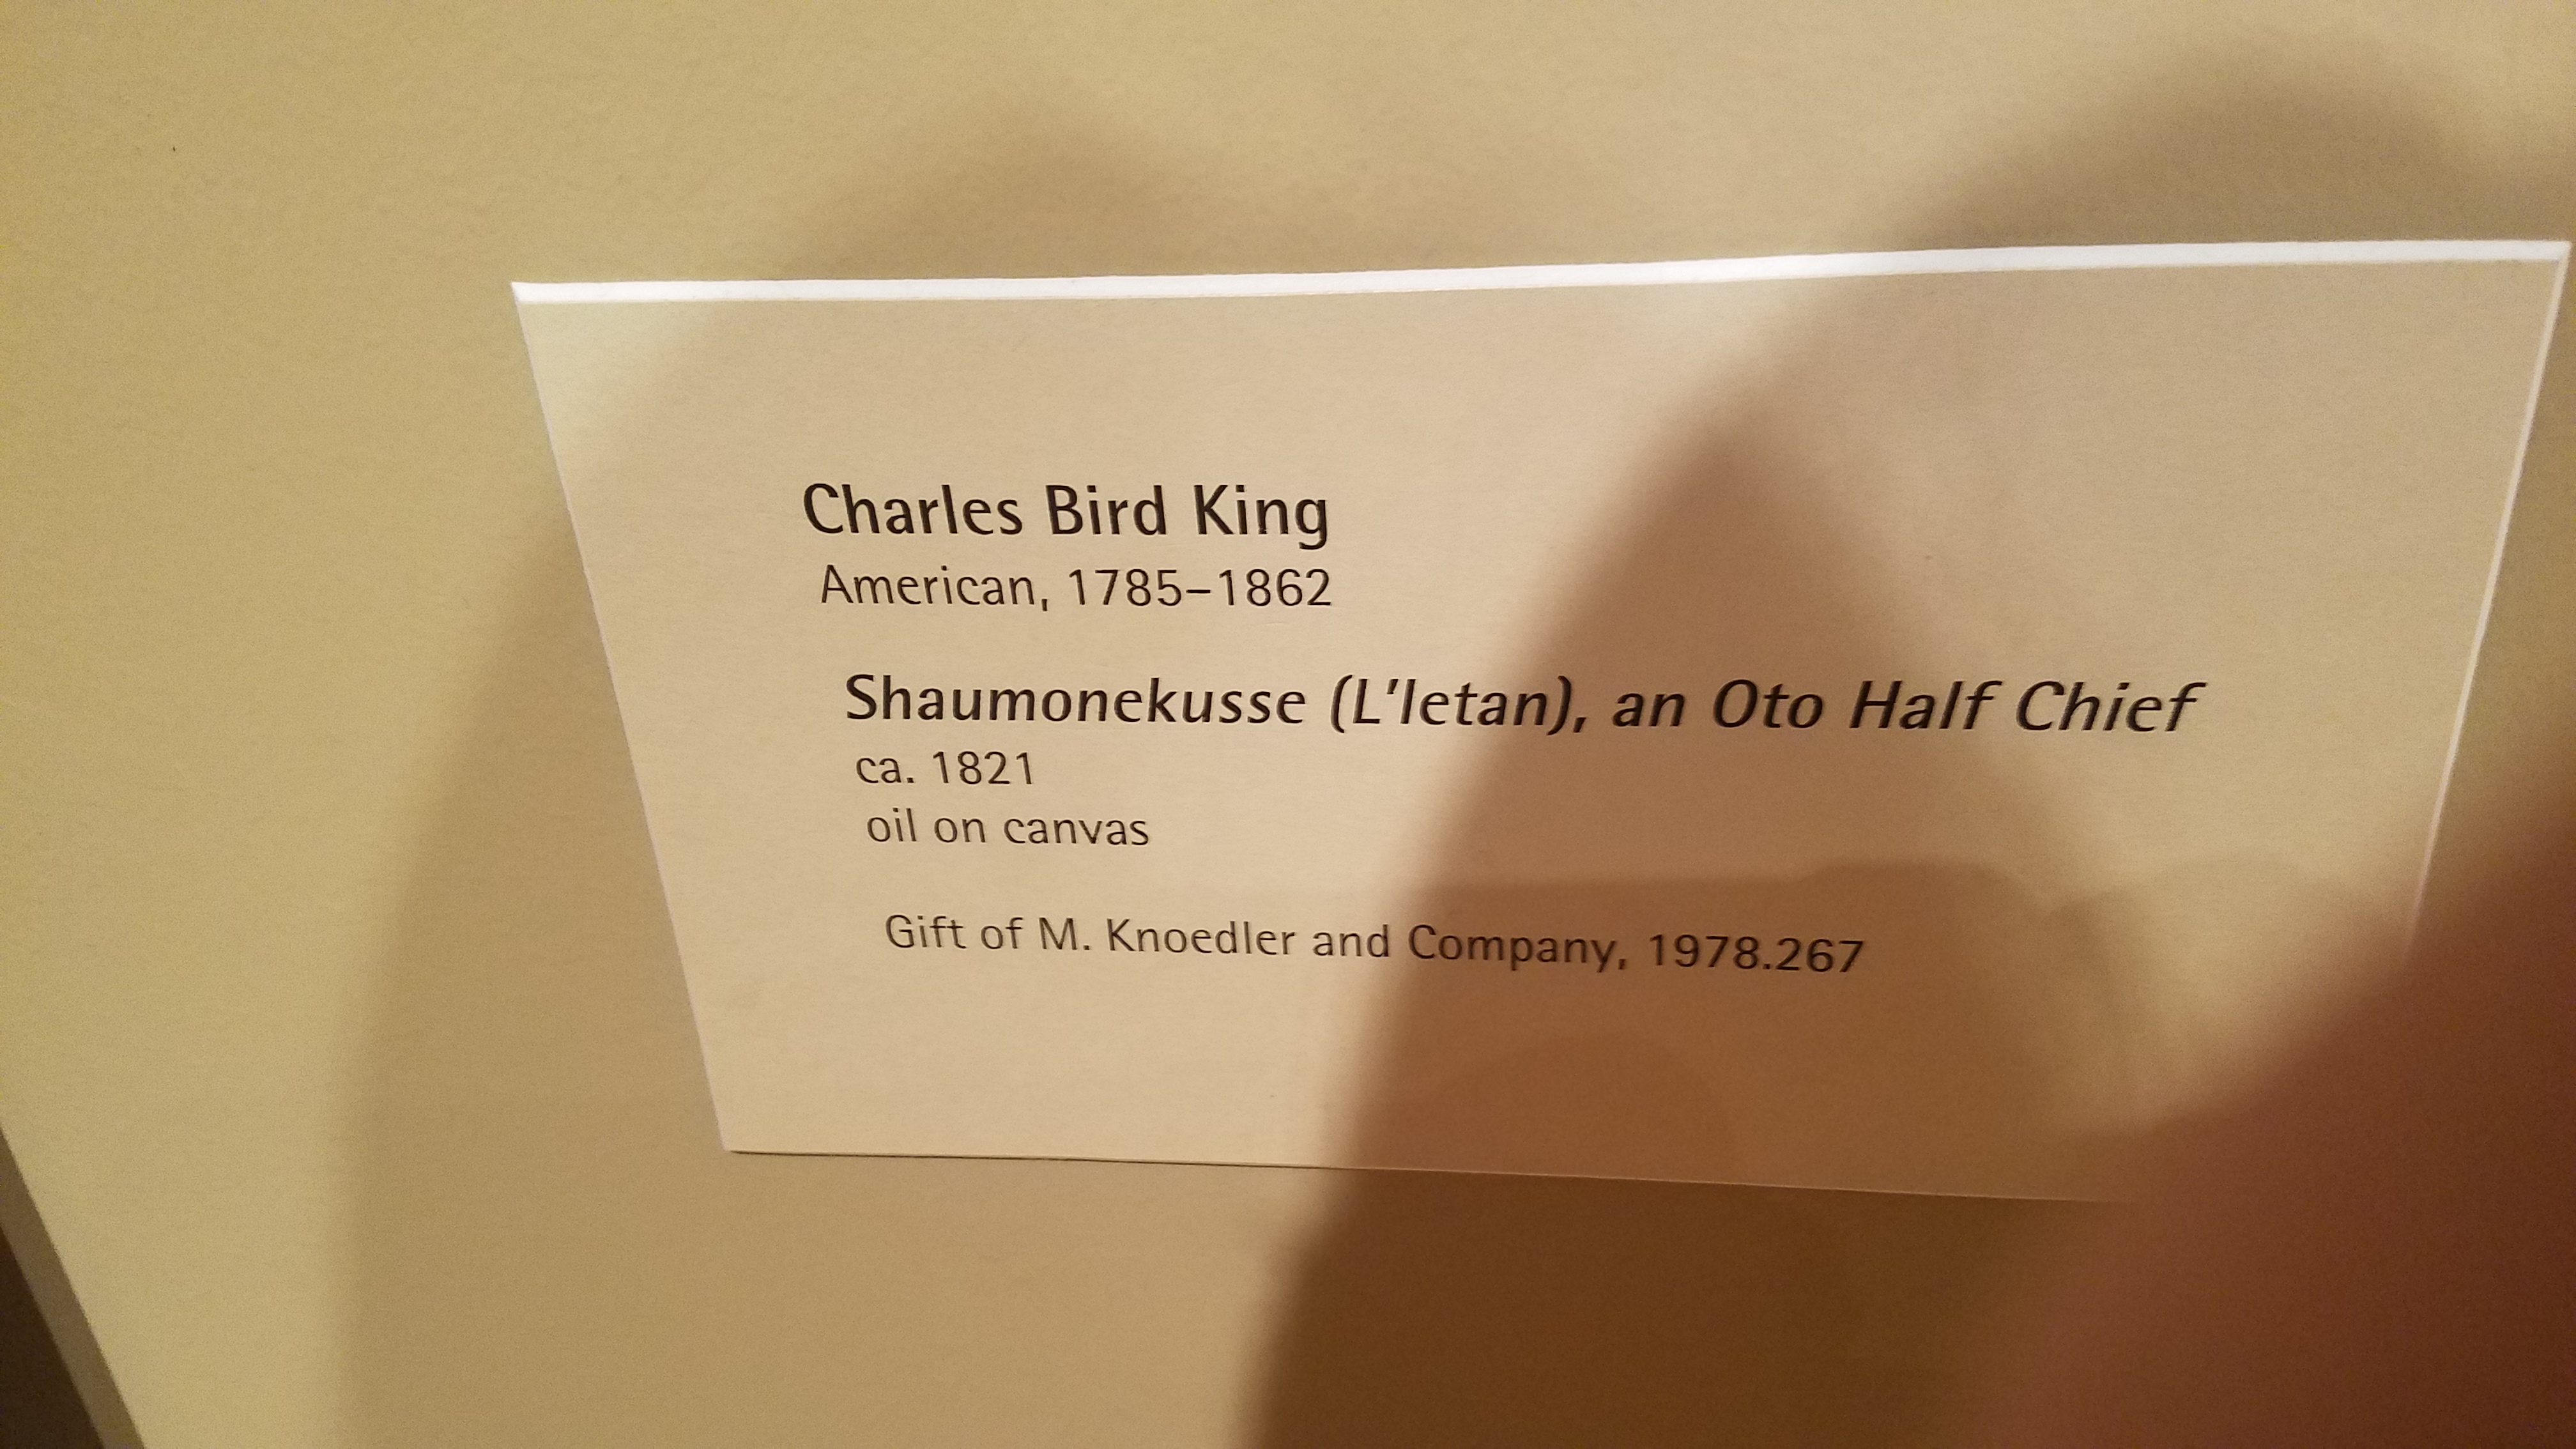 Charles Bird King
American, 1785–1862
Shaumonekusse (L'Ietan), an Oto Half Chief
ca. 1821
oil on canvas
Gift of M. Knoedler and Company, 1978.267